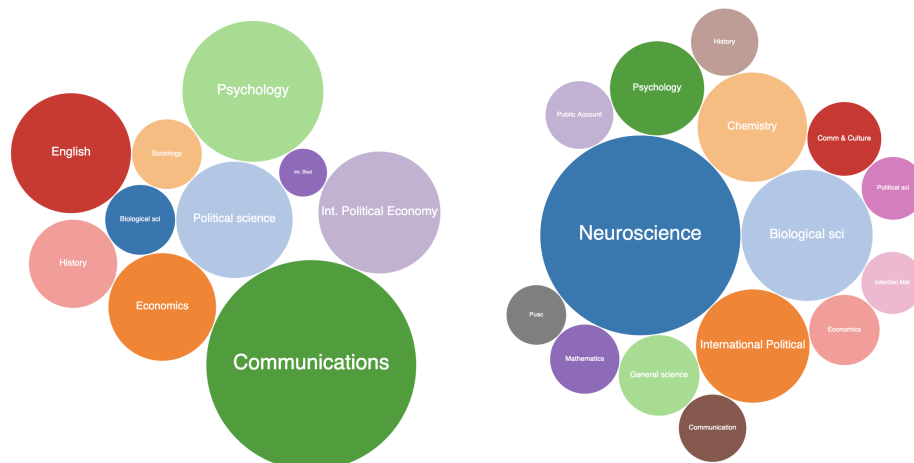 Psychology
English
Sociology
Int. Stud
Biological sci
Political science
Int. Political Economy
History
Economics
Communications
History
Psychology
Public Account
Chemistry
Comm & Culture
Political sci
Neuroscience
Biological sci
Interdisc Mat
Puac
Economics
International Political
Mathematics
General science
Communication